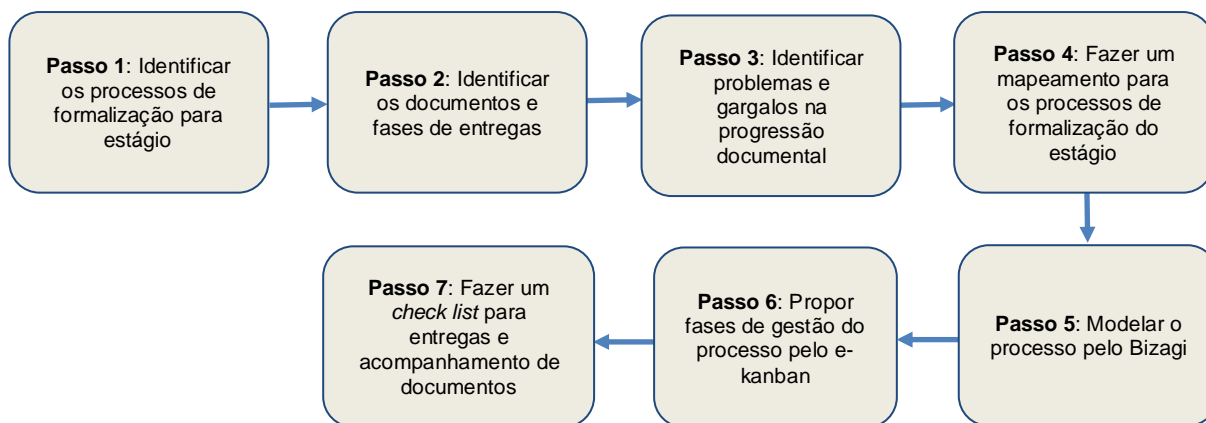 Passo 1: Identificar
os processos de
formalização para
estágio
Passo 2: Identificar
os documentos e
fases de entregas
Passo 3: Identificar
problemas e
gargalos na
progressão
documental
Passo 4: Fazer um
mapeamento para
os processos de
formalização do
estágio
Passo 5: Modelar o
processo pelo Bizagi
Passo 6: Propor
fases de gestão do
processo pelo e-
kanban
Passo 7: Fazer um
check list para
entregas e
acompanhamento de
documentos